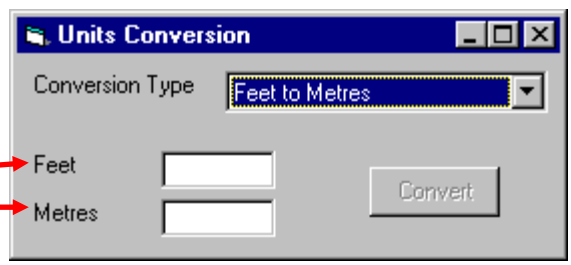 Units Conversion
Conversion Type Feet to Metres
Feet
Convert
Metres